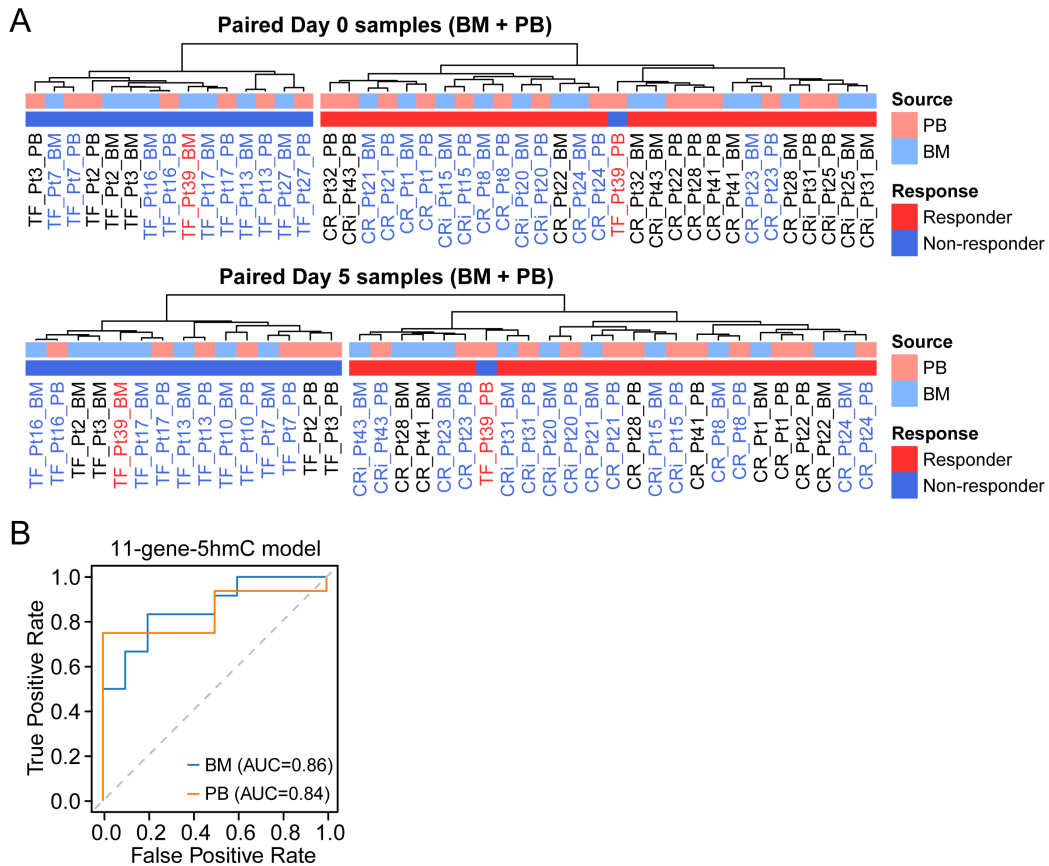 A
Paired Day 0 samples (BM + PB)
TF_Pt3_PB
TF_Pt7_BM
TF_Pt7_PB
TF_Pt2_PB
TF_Pt2_BM
TF_Pt3_BM
TF_Pt16_BM
TF_Pt16_PB
TF_Pt39_BM
TF_Pt17_BM
TF_Pt17_PB
TF_Pt13_BM
TF_Pt13_PB
TF_Pt27_BM
TF_Pt27_PB
CR_Pt32_PB
CRi_Pt43_PB
CR_Pt21_BM
CR_Pt21_PB
CR_Pt1_BM
CR_Pt1_PB
CRi_Pt15_BM
CRi_Pt15_PB
CR_Pt8_BM
CR_Pt8_PB
CRi_Pt20_BM
CRi_Pt20_PB
CR_Pt22_BM
CR_Pt24_BM
CR_Pt24_PB
TF_Pt39_PB
CR_Pt32_BM
CRi_Pt43_BM
CR_Pt22_PB
CR_Pt28_PB
CR_Pt41_PB
CR_Pt41_BM
CR_Pt23_BM
CR_Pt23_PB
CR_Pt28_BM
CRi_Pt31_PB
CRi_Pt25_PB
CRi_Pt25_BM
CRi_Pt31_BM
Source
PB
BM
Response
Responder
Non-responder
Paired Day 5 samples (BM + PB)
TF_Pt16_BM
TF_Pt16_PB
TF_Pt2_BM
TF_Pt3_BM
TF_Pt39_BM
TF_Pt17_BM
TF_Pt17_PB
TF_Pt13_BM
TF_Pt13_PB
TF_Pt10_BM
TF_Pt10_PB
TF_Pt7_BM
TF_Pt7_PB
TF_Pt2_PB
TF_Pt3_PB
CRi_Pt43_BM
CRi_Pt43_PB
CR_Pt28_BM
CR_Pt41_BM
CR_Pt23_BM
CR_Pt23_PB
TF_Pt39_PB
CRi_Pt31_BM
CRi_Pt31_PB
CRi_Pt20_BM
CRi_Pt20_PB
CR_Pt21_BM
CR_Pt21_PB
CR_Pt28_PB
CRi_Pt15_BM
CRi_Pt15_PB
CR_Pt41_PB
CR_Pt8_BM
CR_Pt8_PB
CR_Pt1_BM
CR_Pt1_PB
CR_Pt22_PB
CR_Pt22_BM
CR_Pt24_BM
CR_Pt24_PB
Source
PB
BM
Response
Responder
Non-responder
B
11-gene-5hmC model
True Positive Rate
1.0
0.8
0.6
0.4
0.2
0.0
BM (AUC=0.86)
PB (AUC=0.84)
0.0 0.2 0.4 0.6 0.8 1.0
False Positive Rate